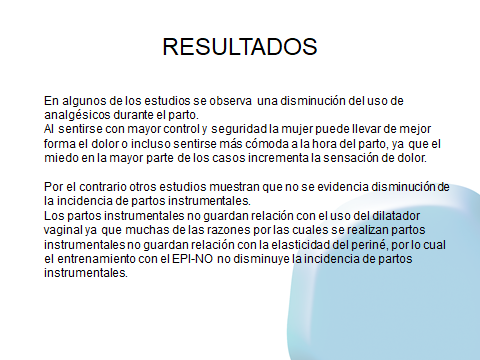 RESULTADOS
En algunos de los estudios se observa una disminución del uso de
analgésicos durante el parto.
Al sentirse con mayor control y seguridad la mujer puede llevar de mejor
forma el dolor o incluso sentirse más cómoda a la hora del parto, ya que el
miedo en la mayor parte de los casos incrementa la sensación de dolor.
Por el contrario otros estudios muestran que no se evidencia disminución de
la incidencia de partos instrumentales.
Los partos instrumentales no guardan relación con el uso del dilatador
vaginal ya que muchas de las razones por las cuales se realizan partos
instrumentales no guardan relación con la elasticidad del periné, por lo cual
el entrenamiento con el EPI-NO no disminuye la incidencia de partos
instrumentales.